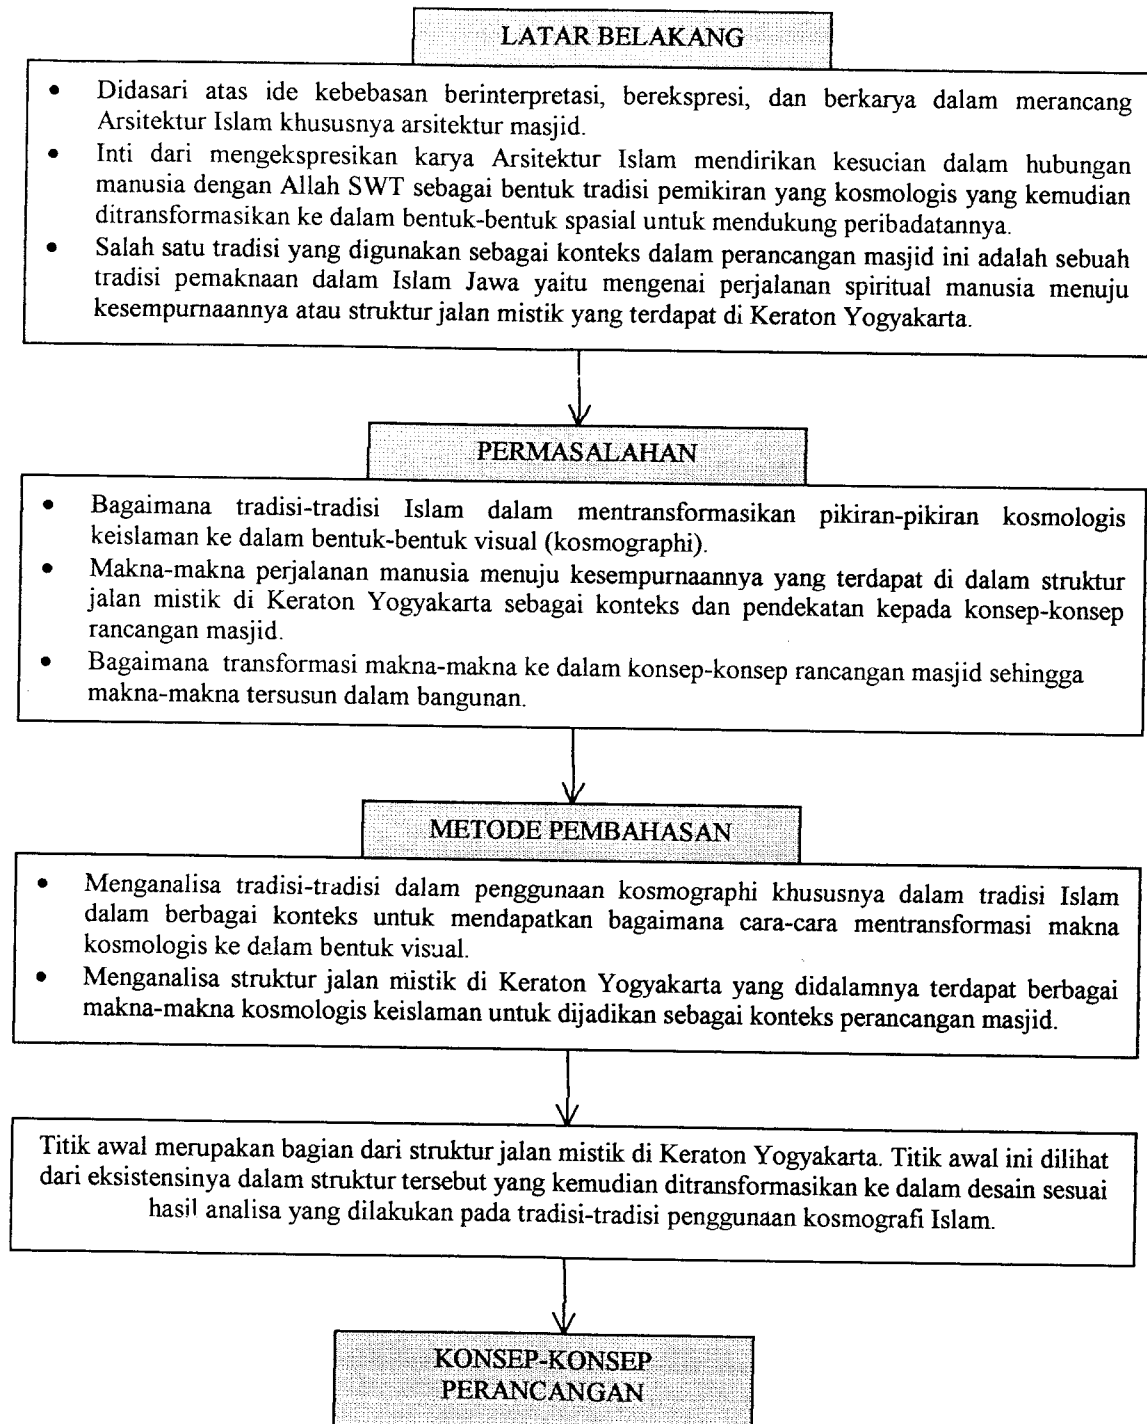 LATAR BELAKANG
• Didasari atas ide kebebasan berinterpretasi, berekspresi, dan berkarya dalam merancang
Arsitektur Islam khususnya arsitektur masjid.
• Inti dari mengekspresikan karya Arsitektur Islam mendirikan kesucian dalam hubungan
manusia dengan Allah SWT sebagai bentuk tradisi pemikiran yang kosmologis yang kemudian
ditransformasikan ke dalam bentuk-bentuk spasial untuk mendukung peribadatannya.
• Salah satu tradisi yang digunakan sebagai konteks dalam perancangan masjid ini adalah sebuah
tradisi pemaknaan dalam Islam Jawa yaitu mengenai perjalanan spiritual manusia menuju
kesempurnaannya atau struktur jalan mistik yang terdapat di Keraton Yogyakarta.
PERMASALAHAN
• Bagaimana tradisi-tradisi Islam dalam mentransformasikan pikiran-pikiran kosmologis
keislaman ke dalam bentuk-bentuk visual (kosmographi).
• Makna-makna perjalanan manusia menuju kesempurnaannya yang terdapat di dalam struktur
jalan mistik di Keraton Yogyakarta sebagai konteks dan pendekatan kepada konsep-konsep
rancangan masjid.
• Bagaimana transformasi makna-makna ke dalam konsep-konsep rancangan masjid sehingga
makna-makna tersusun dalam bangunan.
METODE PEMBAHASAN
• Menganalisa tradisi-tradisi dalam penggunaan kosmographi khususnya dalam tradisi Islam
dalam berbagai konteks untuk mendapatkan bagaimana cara-cara mentransformasi makna
kosmologis ke dalam bentuk visual.
• Menganalisa struktur jalan mistik di Keraton Yogyakarta yang didalamnya terdapat berbagai
makna-makna kosmologis keislaman untuk dijadikan sebagai konteks perancangan masjid.
Titik awal merupakan bagian dari struktur jalan mistik di Keraton Yogyakarta. Titik awal ini dilihat
dari eksistensinya dalam struktur tersebut yang kemudian ditransformasikan ke dalam desain sesuai
hasil analisa yang dilakukan pada tradisi-tradisi penggunaan kosmografi Islam.
KONSEP-KONSEP
PERANCANGAN